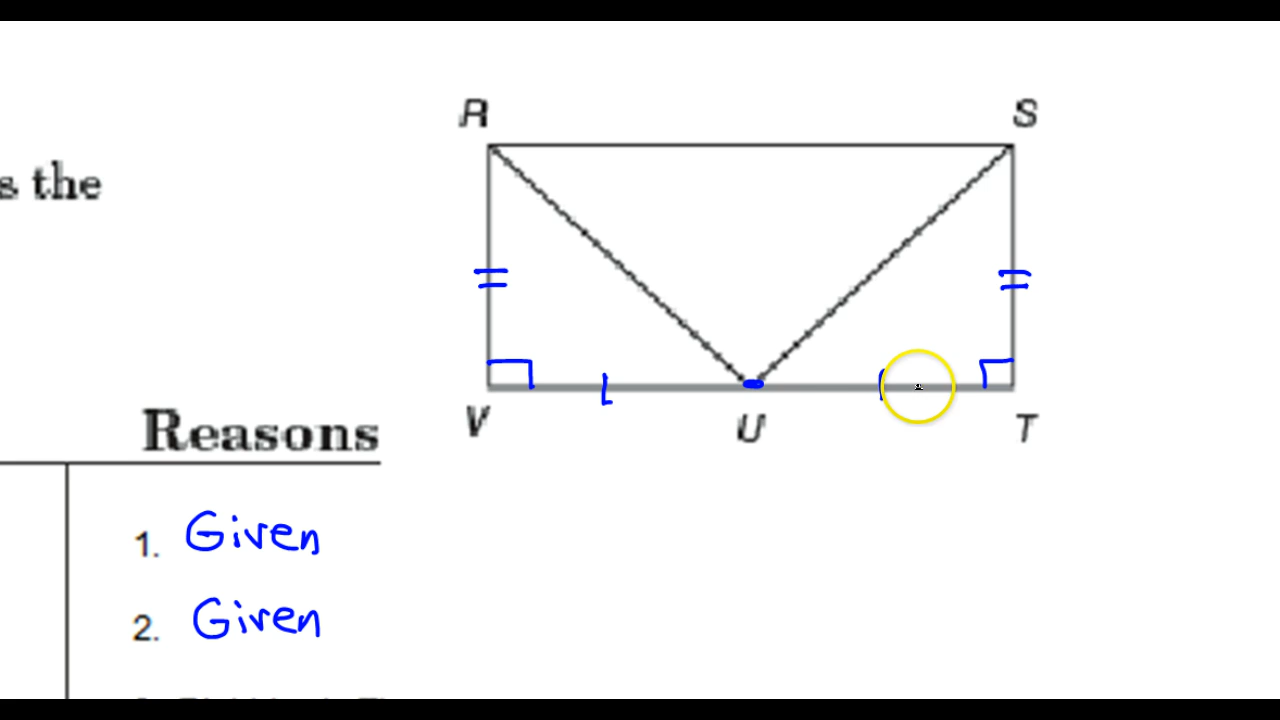 R S
s the
V U T
Reasons
1. Given
2. Given